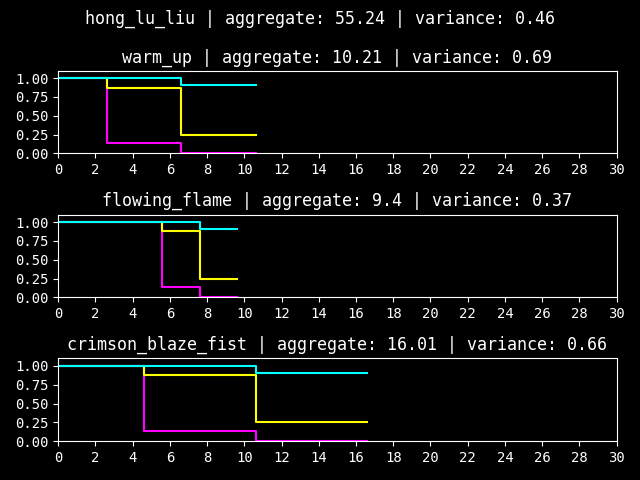 hong_lu_liu | aggregate: 55.24 | variance: 0.46
warm_up | aggregate: 10.21 | variance: 0.69
1.00
0.75
0.50
0.25
0.00
0 2 4 6 8 10 12 14 16 18 20 22 24 26 28 30
flowing_flame | aggregate: 9.4 | variance: 0.37
1.00
0.75
0.50
0.25
0.00
0 2 4 6 8 10 12 14 16 18 20 22 24 26 28 30
crimson_blaze_fist | aggregate: 16.01 | variance: 0.66
1.00
0.75
0.50
0.25
0.00
0 2 4 6 8 10 12 14 16 18 20 22 24 26 28 30